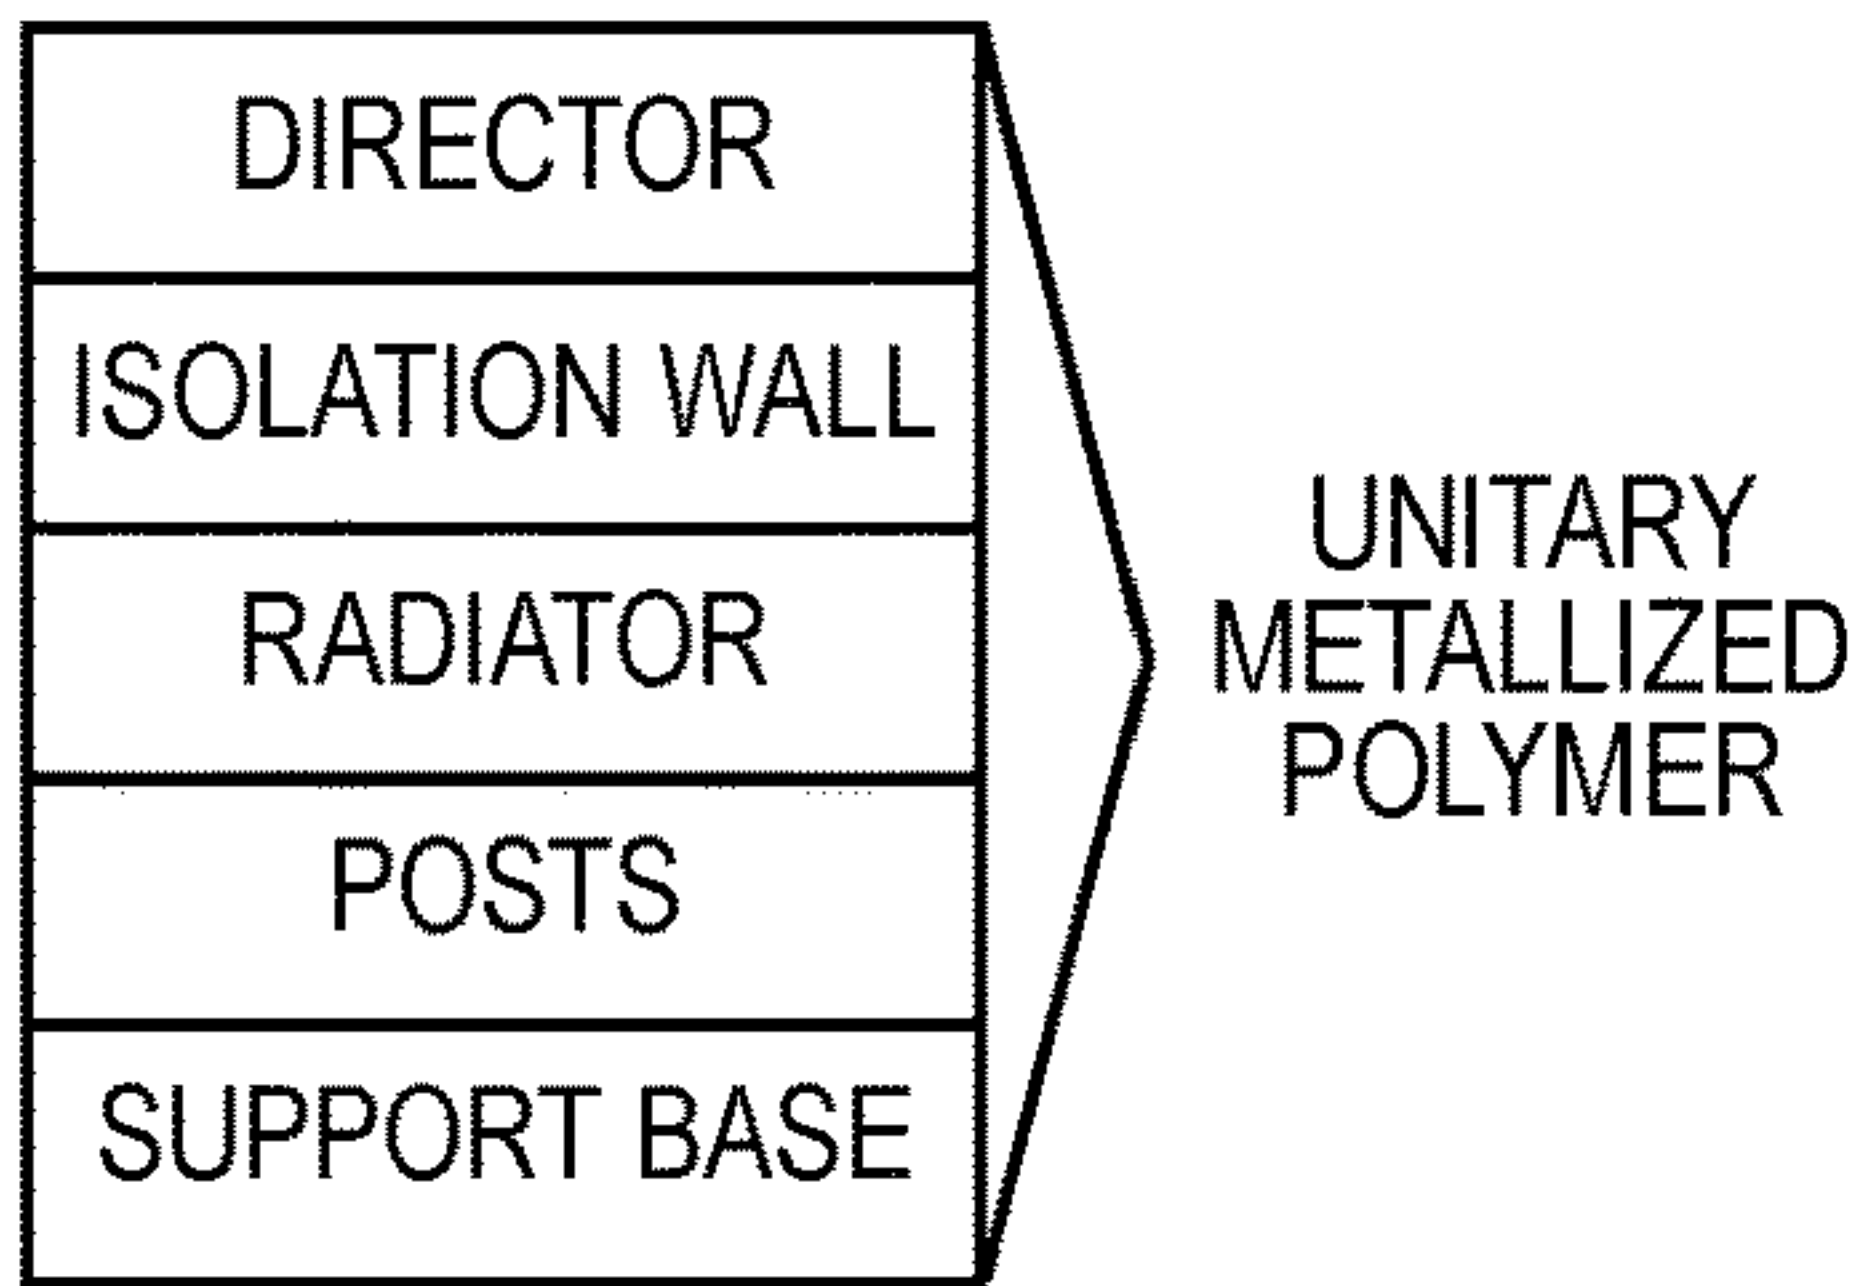 DIRECTOR
ISOLATION WALL
RADIATOR
POSTS
SUPPORT BASE
UNITARY
METALLIZED
POLYMER